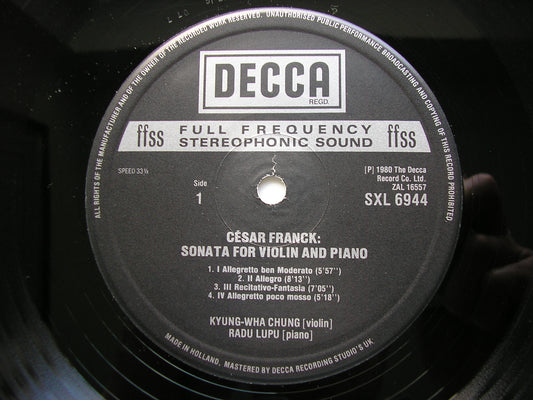 ALL RIGHTS OF THE MANUFACTURER AND OF THE OWNER OF THE RECORDED WORK RESERVED. UNAUTHORISED PUBLIC PERFORMANCE BROADCASTING AND COPYING OF THIS RECORD PROHIBITED
DECCA
REGD.
ffss FULL FREQUENCY ffss
STEREOPHONIC SOUND
SPEED 33⅓
[P] 1980 The Decca
Record Co. Ltd.
ZAL 16557
Side
1
SXL 6944
CÉSAR FRANCK:
SONATA FOR VIOLIN AND PIANO
1. I Allegretto ben Moderato (5'57'')
2. II Allegro (8'13'')
3. III Recitativo-Fantasia (7'05'')
4. IV Allegretto poco mosso (5'18'')
KYUNG-WHA CHUNG [violin]
RADU LUPU [piano]
MADE IN HOLLAND. MASTERED BY DECCA RECORDING STUDIO'S UK